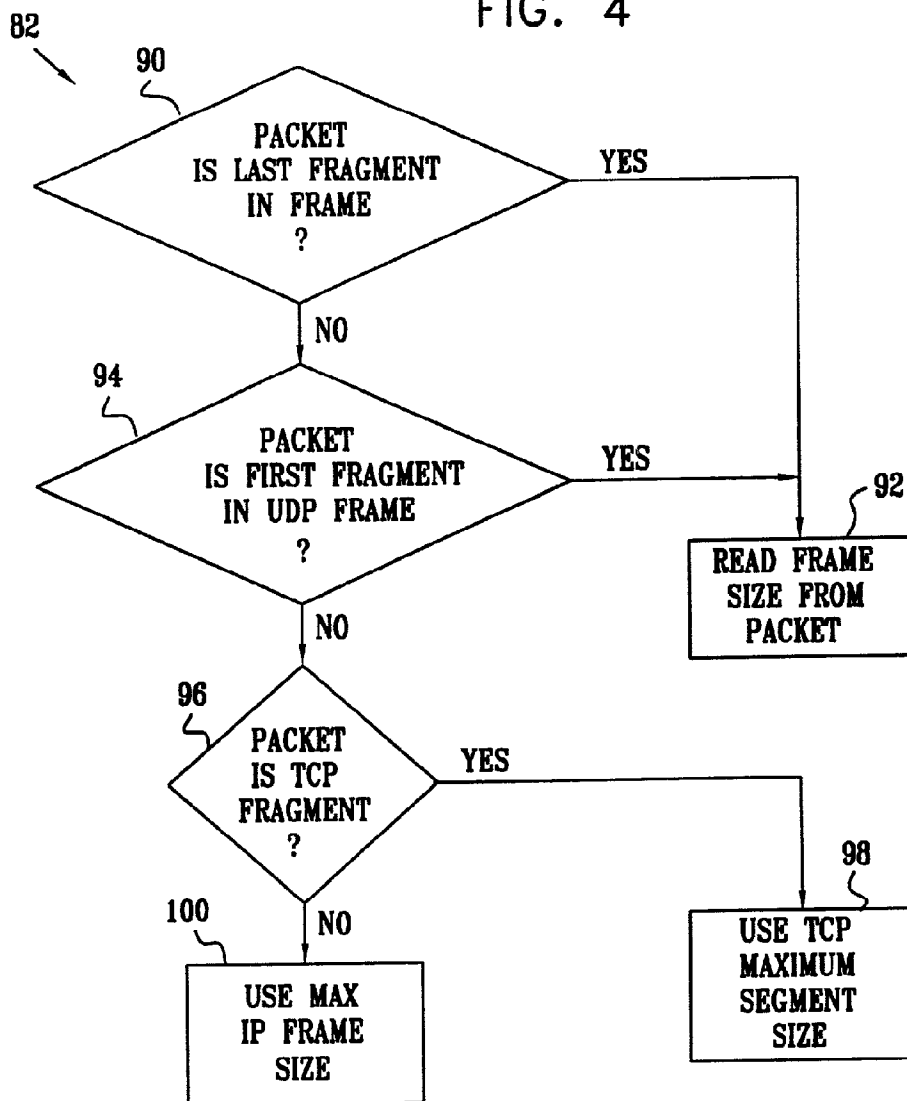 FIG. 4
82
90
PACKET
IS LAST FRAGMENT
IN FRAME
?
YES
NO
94
PACKET
IS FIRST FRAGMENT
IN UDP FRAME
?
YES
92
READ FRAME
SIZE FROM
PACKET
NO
96
PACKET
IS TCP
FRAGMENT
?
YES
98
USE TCP
MAXIMUM
SEGMENT
SIZE
NO
100
USE MAX
IP FRAME
SIZE